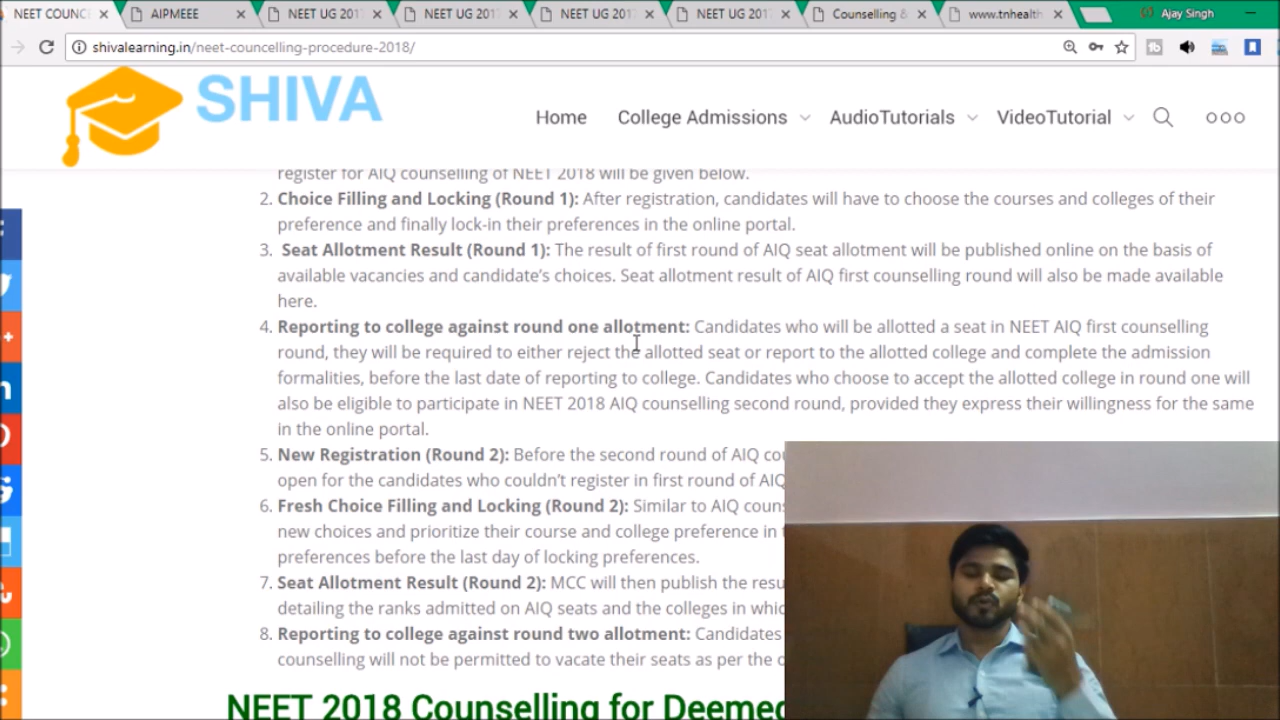 NEET COUNC
AIPMEEE
NEET UG 201
NEET UG 201
NEET UG 201
NEET UG 201
Counselling &
www.tnhealth
Ajay Singh
shivalearning.in/neet-councelling-procedure-2018/
SHIVA
Home
College Admissions
AudioTutorials
VideoTutorial
register for AIQ counselling of NEET 2018 will be given below.
2. Choice Filling and Locking (Round 1): After registration, candidates will have to choose the courses and colleges of their
preference and finally lock-in their preferences in the online portal.
3. Seat Allotment Result (Round 1): The result of first round of AIQ seat allotment will be published online on the basis of
available vacancies and candidate's choices. Seat allotment result of AIQ first counselling round will also be made available
here.
4. Reporting to college against round one allotment: Candidates who will be allotted a seat in NEET AIQ first counselling
round, they will be required to either reject the allotted seat or report to the allotted college and complete the admission
formalities, before the last date of reporting to college. Candidates who choose to accept the allotted college in round one will
also be eligible to participate in NEET 2018 AIQ counselling second round, provided they express their willingness for the same
in the online portal.
5. New Registration (Round 2): Before the second round of AIQ cou
open for the candidates who couldn't register in first round of AIQ
6. Fresh Choice Filling and Locking (Round 2): Similar to AIQ couns
new choices and prioritize their course and college preference in t
preferences before the last day of locking preferences.
7. Seat Allotment Result (Round 2): MCC will then publish the resu
detailing the ranks admitted on AIQ seats and the colleges in whic
8. Reporting to college against round two allotment: Candidates
counselling will not be permitted to vacate their seats as per the
NEET 2018 Counselling for Deemed